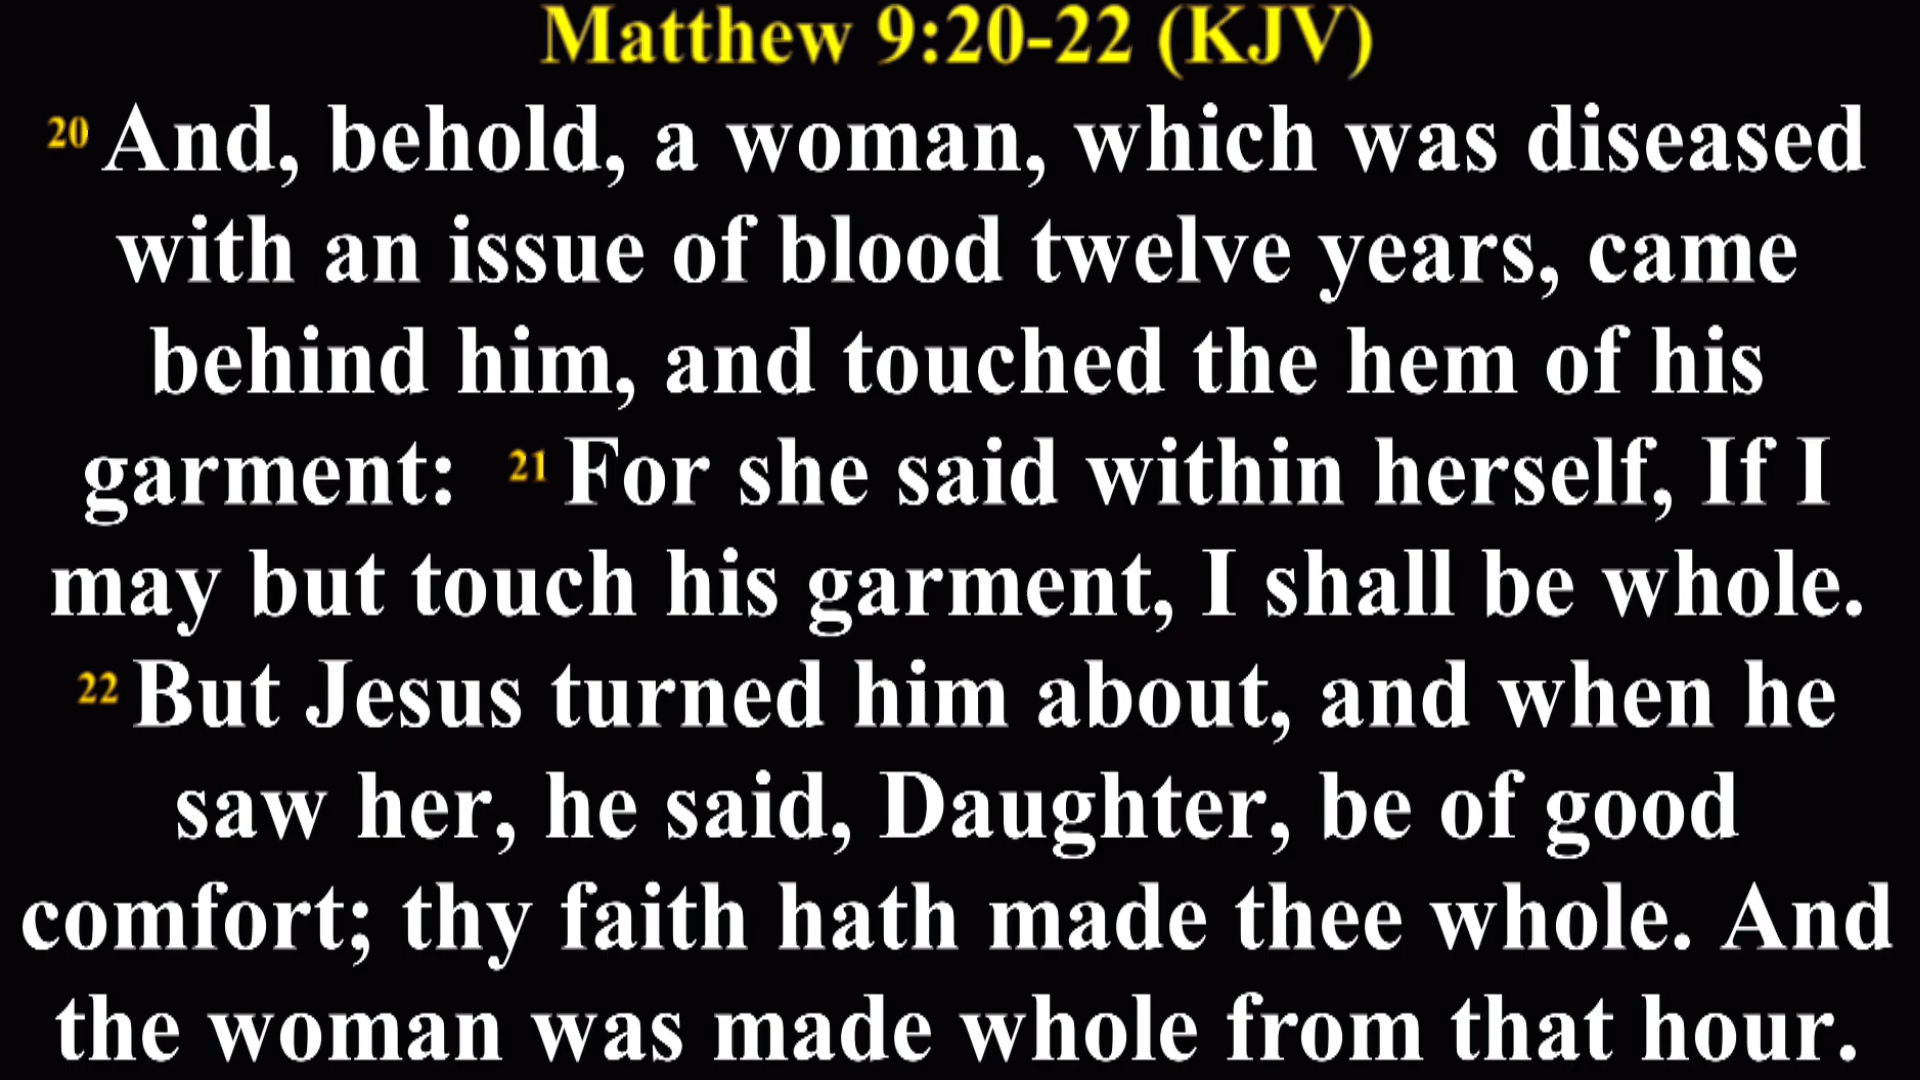 Matthew 9:20-22 (KJV)
20 And, behold, a woman, which was diseased
with an issue of blood twelve years, came
behind him, and touched the hem of his
garment: 21 For she said within herself, If I
may but touch his garment, I shall be whole.
22 But Jesus turned him about, and when he
saw her, he said, Daughter, be of good
comfort; thy faith hath made thee whole. And
the woman was made whole from that hour.